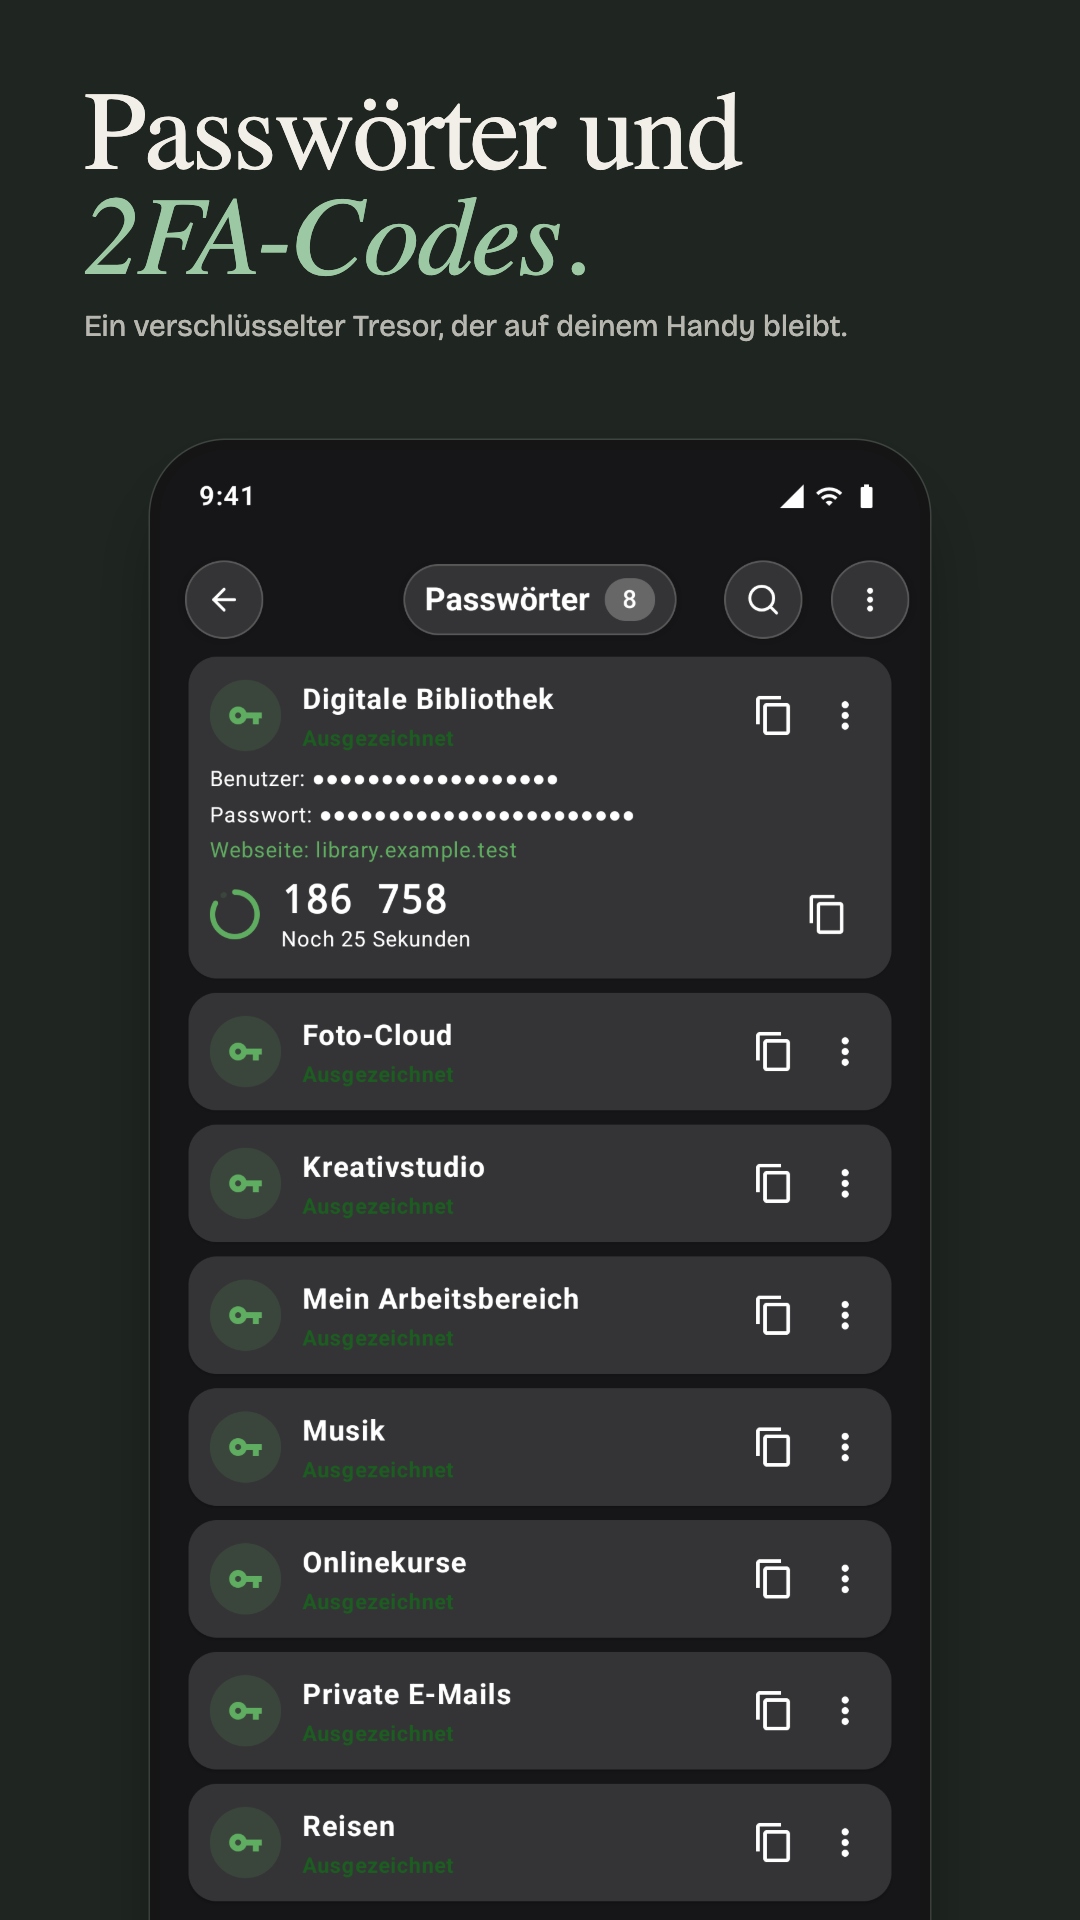 Passwörter und
2FA-Codes.
Ein verschlüsselter Tresor, der auf deinem Handy bleibt.
9:41
Passwörter 8
Digitale Bibliothek
Ausgezeichnet
Benutzer: ••••••••••••••••••
Passwort: •••••••••••••••••••••••
Webseite: library.example.test
186 758
Noch 25 Sekunden
Foto-Cloud
Ausgezeichnet
Kreativstudio
Ausgezeichnet
Mein Arbeitsbereich
Ausgezeichnet
Musik
Ausgezeichnet
Onlinekurse
Ausgezeichnet
Private E-Mails
Ausgezeichnet
Reisen
Ausgezeichnet